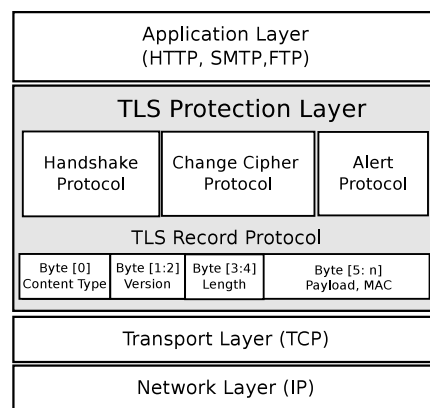 Application Layer
(HTTP, SMTP,FTP)
TLS Protection Layer
Handshake
Protocol
Change Cipher
Protocol
Alert
Protocol
TLS Record Protocol
Byte [0]
Content Type
Byte [1:2]
Version
Byte [3:4]
Length
Byte [5: n]
Payload, MAC
Transport Layer (TCP)
Network Layer (IP)